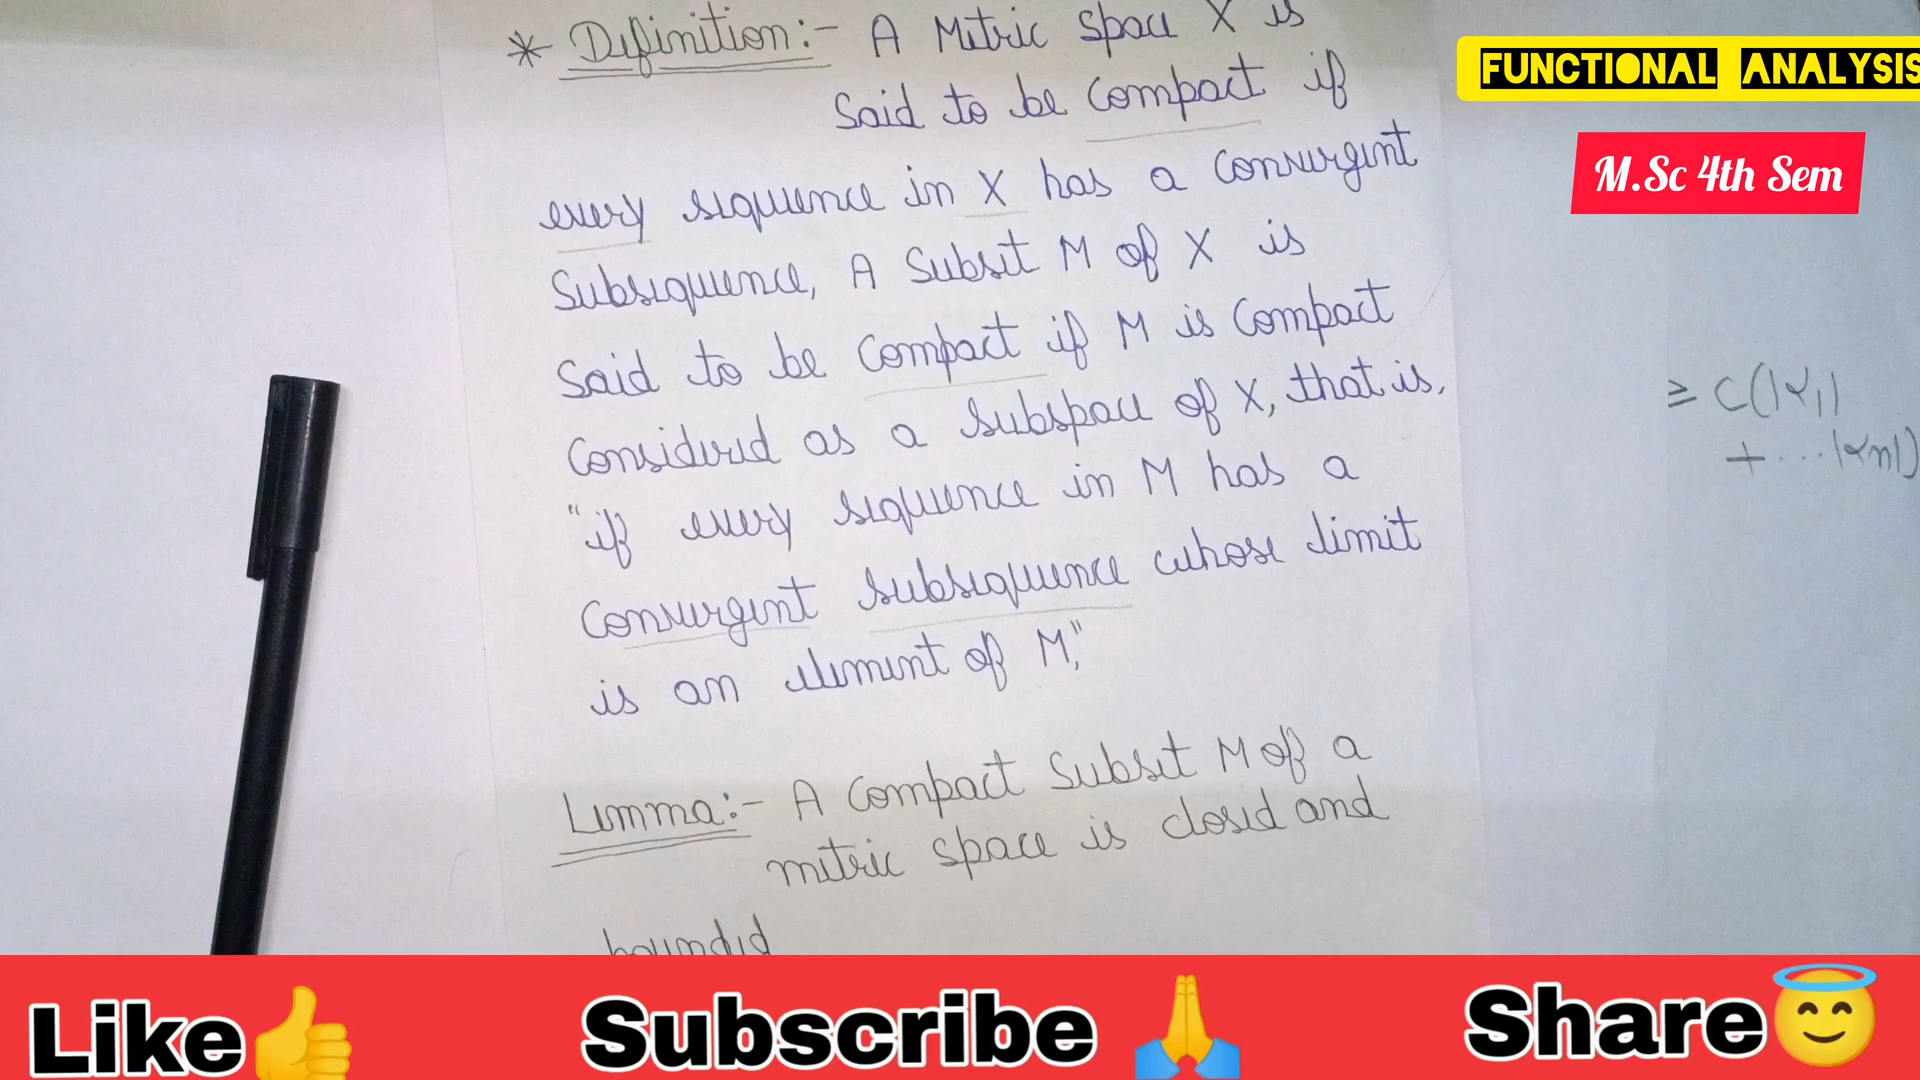 * Definition:- A Metric space X is
Said to be Compact if
every sequence in X has a Convergent
Subsequence, A Subset M of X is
Said to be Compact if M is Compact
Considered as a subspace of X, that is,
"if every sequence in M has a
Convergent subsequence whose limit
is an element of M,"
Lemma:- A Compact Subset M of a
metric space is closed and
bounded
≥ C(|α1|
+...|αn|)
FUNCTIONAL ANALYSIS
M.Sc 4th Sem
Like👍 Subscribe 🙏 Share😇